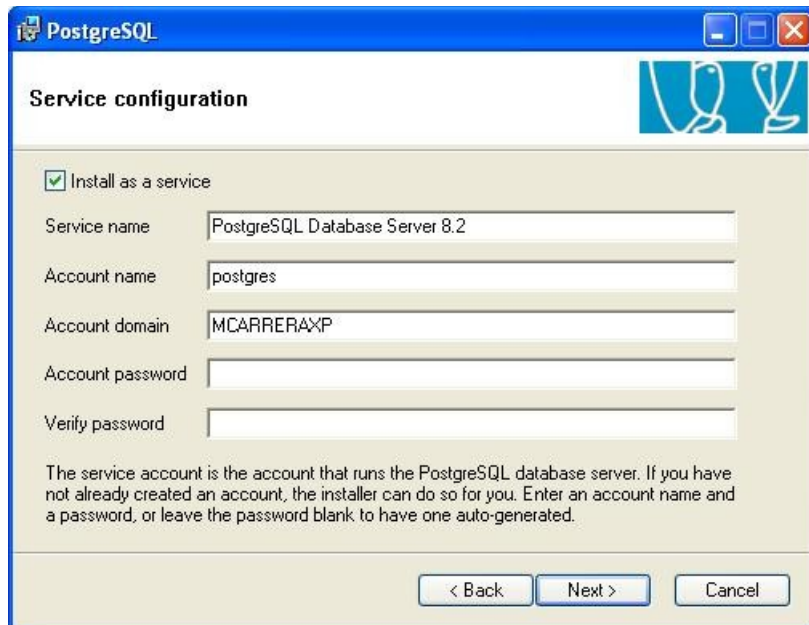 PostgreSQL
Service configuration
Install as a service
Service name PostgreSQL Database Server 8.2
Account name postgres
Account domain MCARRERAXP
Account password
Verify password
The service account is the account that runs the PostgreSQL database server. If you have
not already created an account, the installer can do so for you. Enter an account name and
a password, or leave the password blank to have one auto-generated.
< Back Next > Cancel